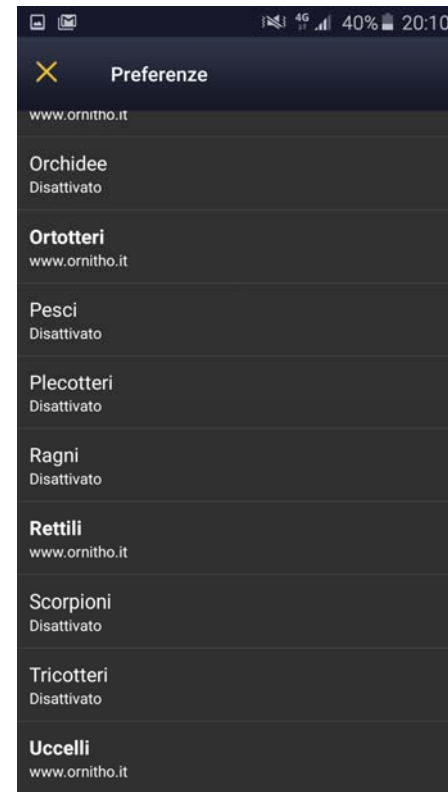 4G 40% 20:10
Preferenze
www.ornitho.it
Orchidee
Disattivato
Ortotteri
www.ornitho.it
Pesci
Disattivato
Plecotteri
Disattivato
Ragni
Disattivato
Rettili
www.ornitho.it
Scorpioni
Disattivato
Tricotteri
Disattivato
Uccelli
www.ornitho.it